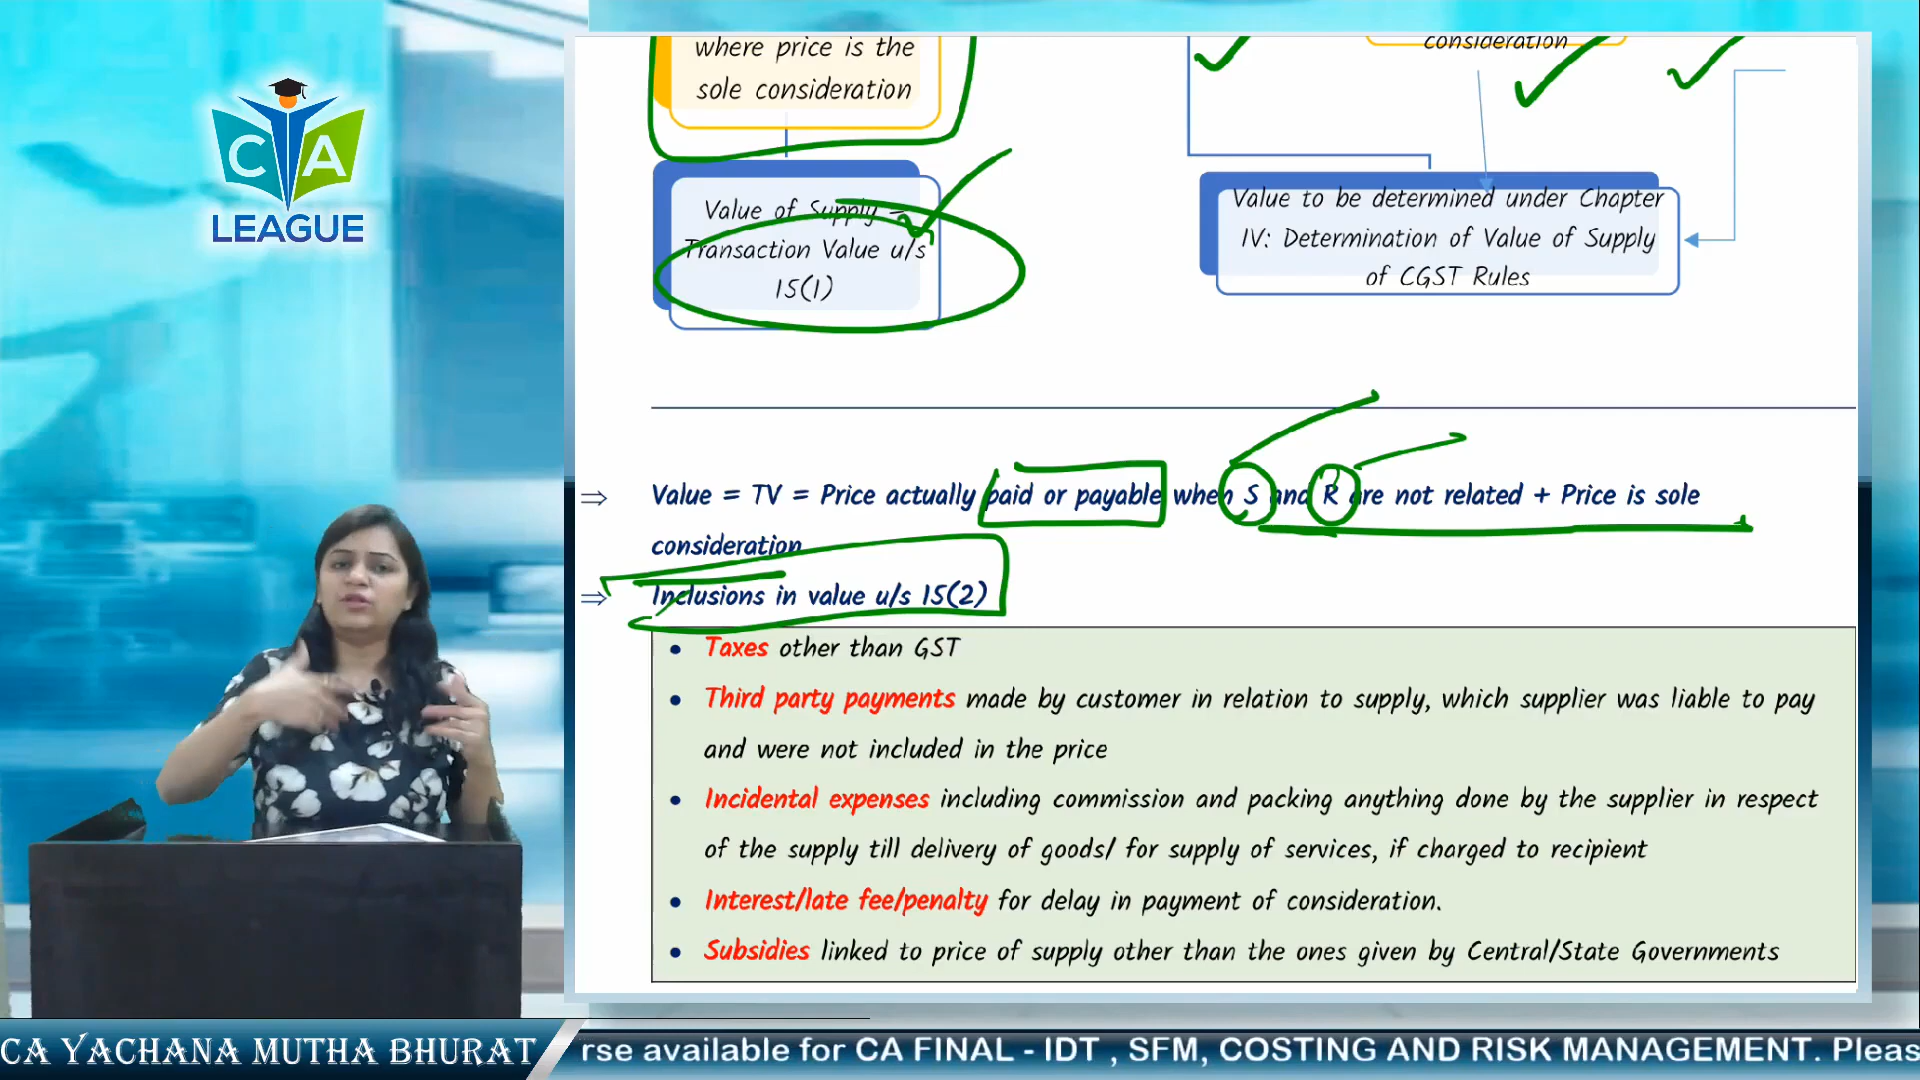 C A
LEAGUE
where price is the
sole consideration
consideration
Value of Supply –
Transaction Value u/s
15(1)
Value to be determined under Chapter
IV: Determination of Value of Supply
of CGST Rules
⇒ Value = TV = Price actually paid or payable when S and R are not related + Price is sole
consideration
⇒ Inclusions in value u/s 15(2)
• Taxes other than GST
• Third party payments made by customer in relation to supply, which supplier was liable to pay
and were not included in the price
• Incidental expenses including commission and packing anything done by the supplier in respect
of the supply till delivery of goods/ for supply of services, if charged to recipient
• Interest/late fee/penalty for delay in payment of consideration.
• Subsidies linked to price of supply other than the ones given by Central/State Governments
CA YACHANA MUTHA BHURAT
rse available for CA FINAL - IDT , SFM, COSTING AND RISK MANAGEMENT. Pleas